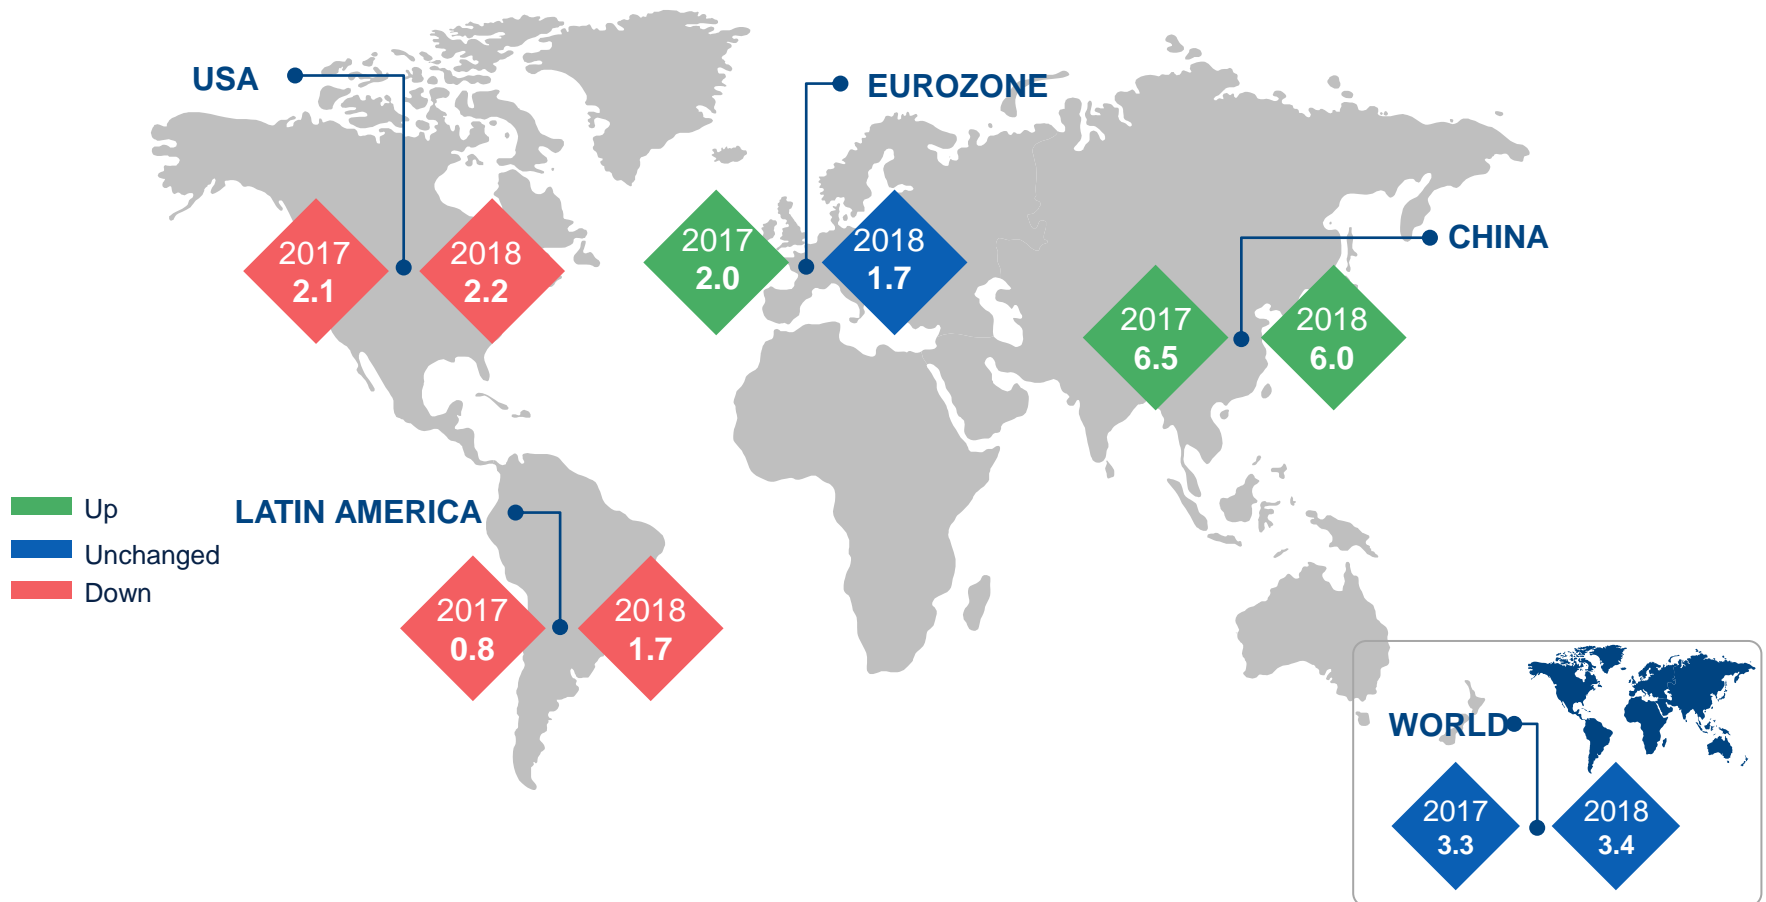 USA
EUROZONE
2017
2.1
2018
2.2
2017
2.0
2018
1.7
CHINA
2017
6.5
2018
6.0
Up
Unchanged
Down
LATIN AMERICA
2017
0.8
2018
1.7
WORLD
2017
3.3
2018
3.4